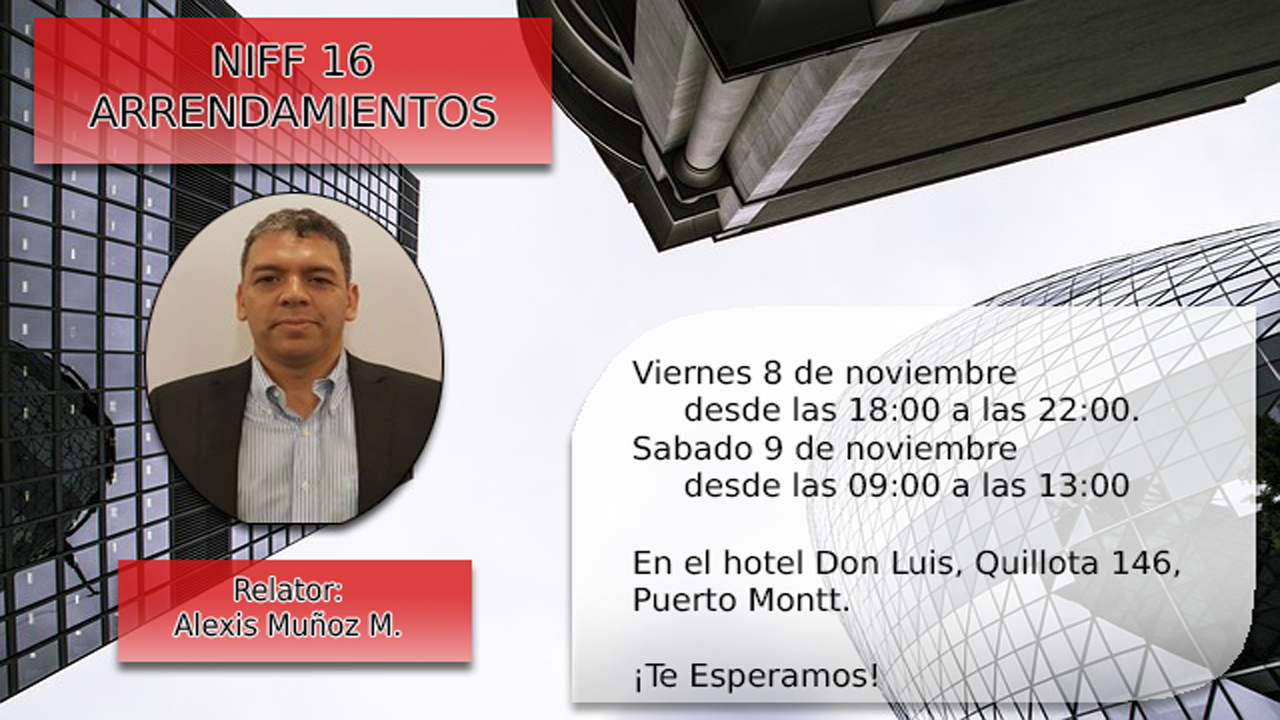 NIFF 16
ARRENDAMIENTOS
Relator:
Alexis Muñoz M.
Viernes 8 de noviembre
desde las 18:00 a las 22:00.
Sabado 9 de noviembre
desde las 09:00 a las 13:00
En el hotel Don Luis, Quillota 146,
Puerto Montt.
¡Te Esperamos!